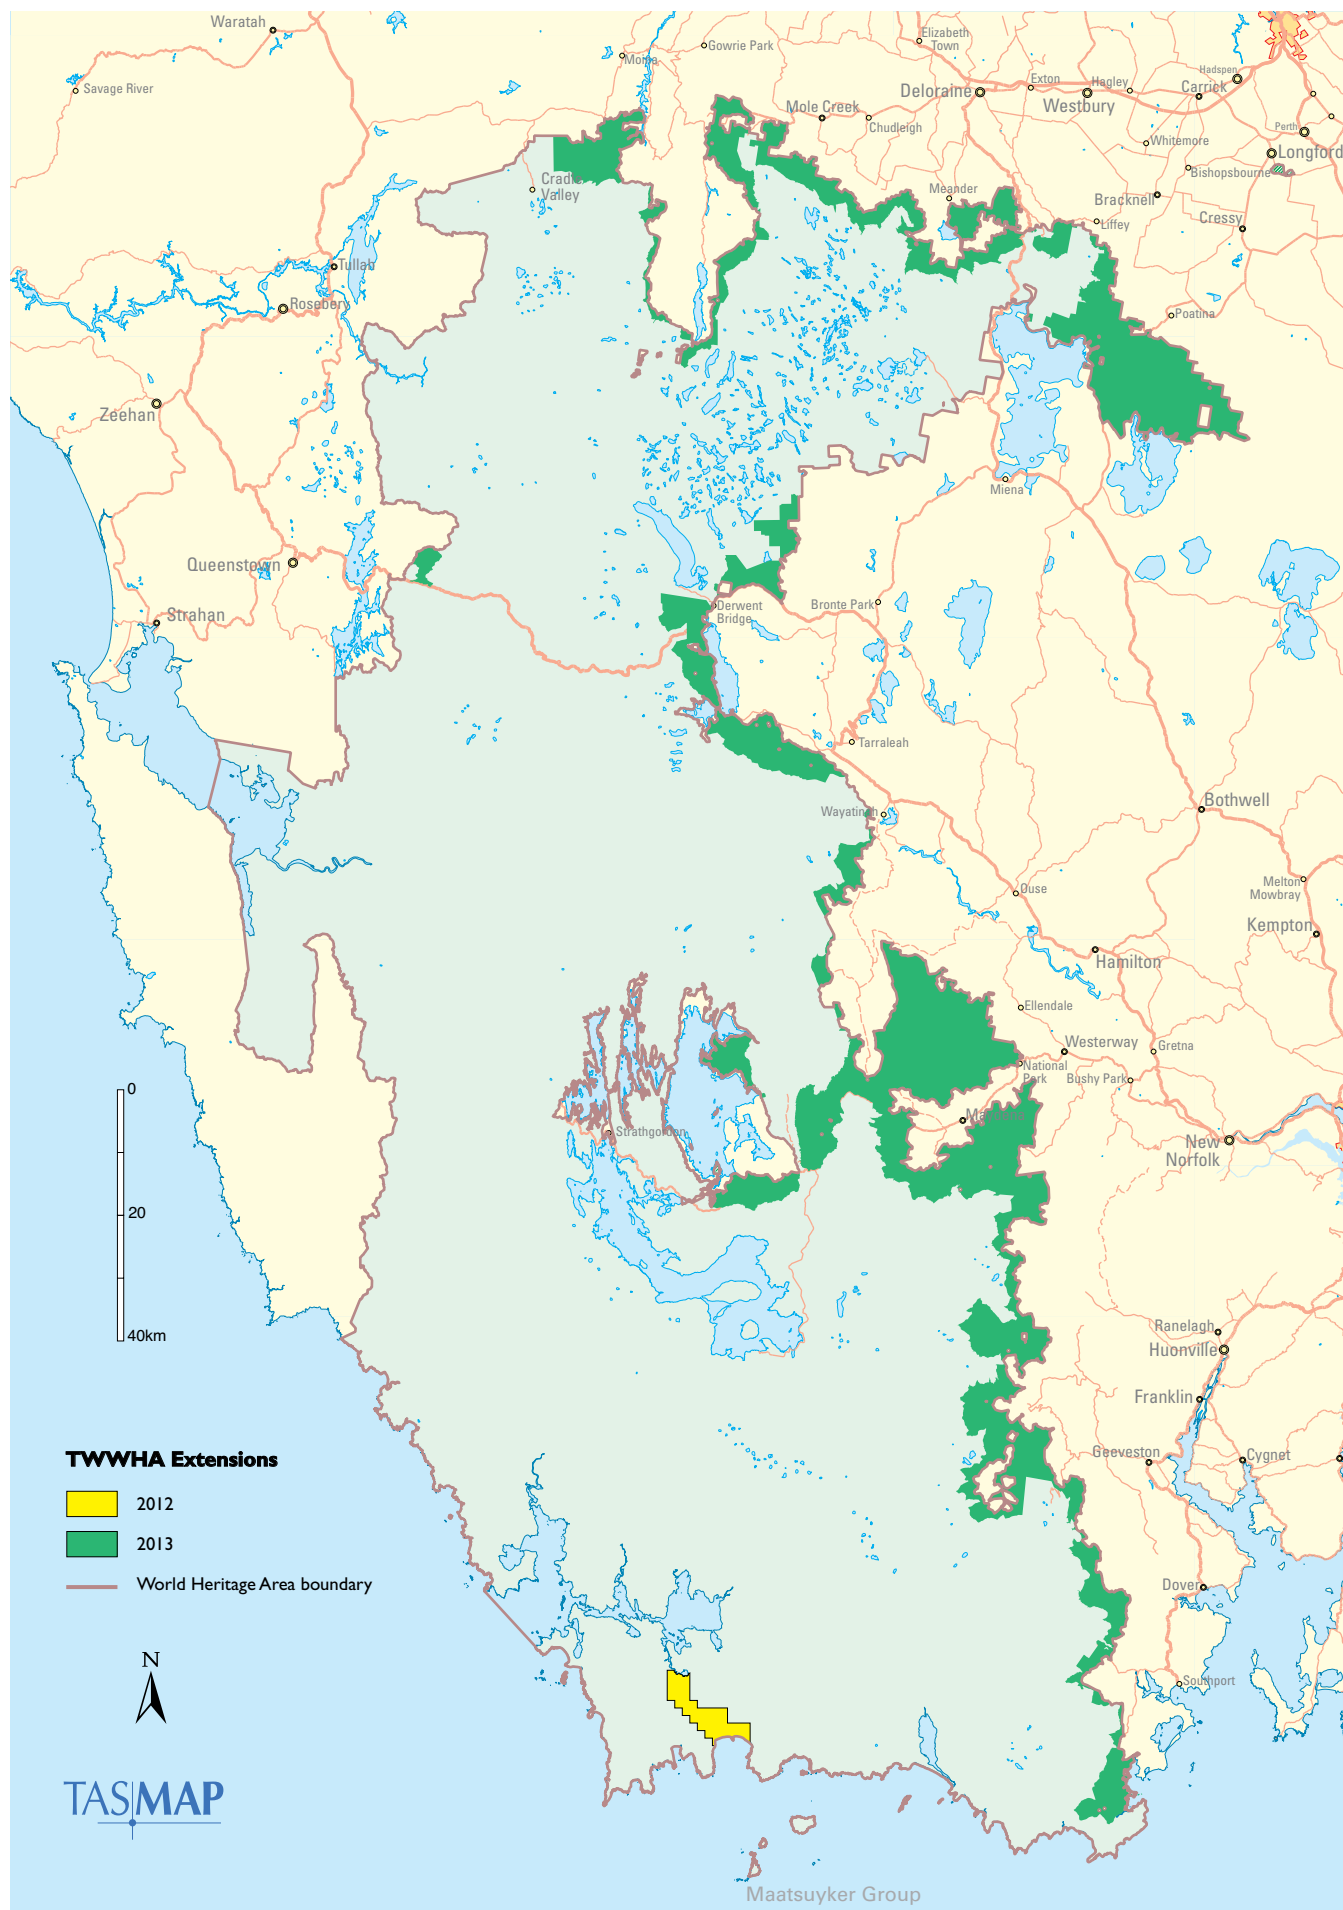 Waratah
Elizabeth
Town
Gowrie Park
Moina
Hadspen
Savage River
Deloraine
Exton
Hagley
Carrick
Mole Creek
Westbury
Chudleigh
Perth
Whitemore
Longford
Cradle
Valley
Bishopsbourne
Meander
Bracknell
Liffey
Cressy
Tullah
Rosebery
Poatina
Zeehan
Miena
Queenstown
Derwent
Bridge
Bronte Park
Strahan
Tarraleah
Wayatinah
Bothwell
Ouse
Melton
Mowbray
Kempton
Hamilton
Ellendale
Westerway
Gretna
National
Park
Bushy Park
0
Strathgordon
New
Norfolk
20
Ranelagh
40km
Huonville
Franklin
Geeveston
Cygnet
TWWHA Extensions
2012
2013
World Heritage Area boundary
Dover
N
Southport
TASMAP
Maatsuyker Group